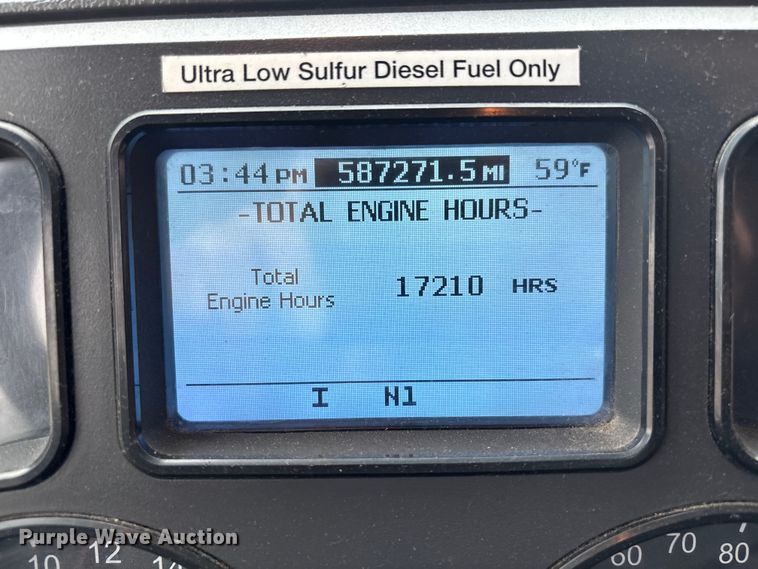 Ultra Low Sulfur Diesel Fuel Only
03:44 PM 587271.5 MI 59°F
-TOTAL ENGINE HOURS-
Total
Engine Hours 17210 HRS
I N1
Purple Wave Auction
10 12 14
60 70 80